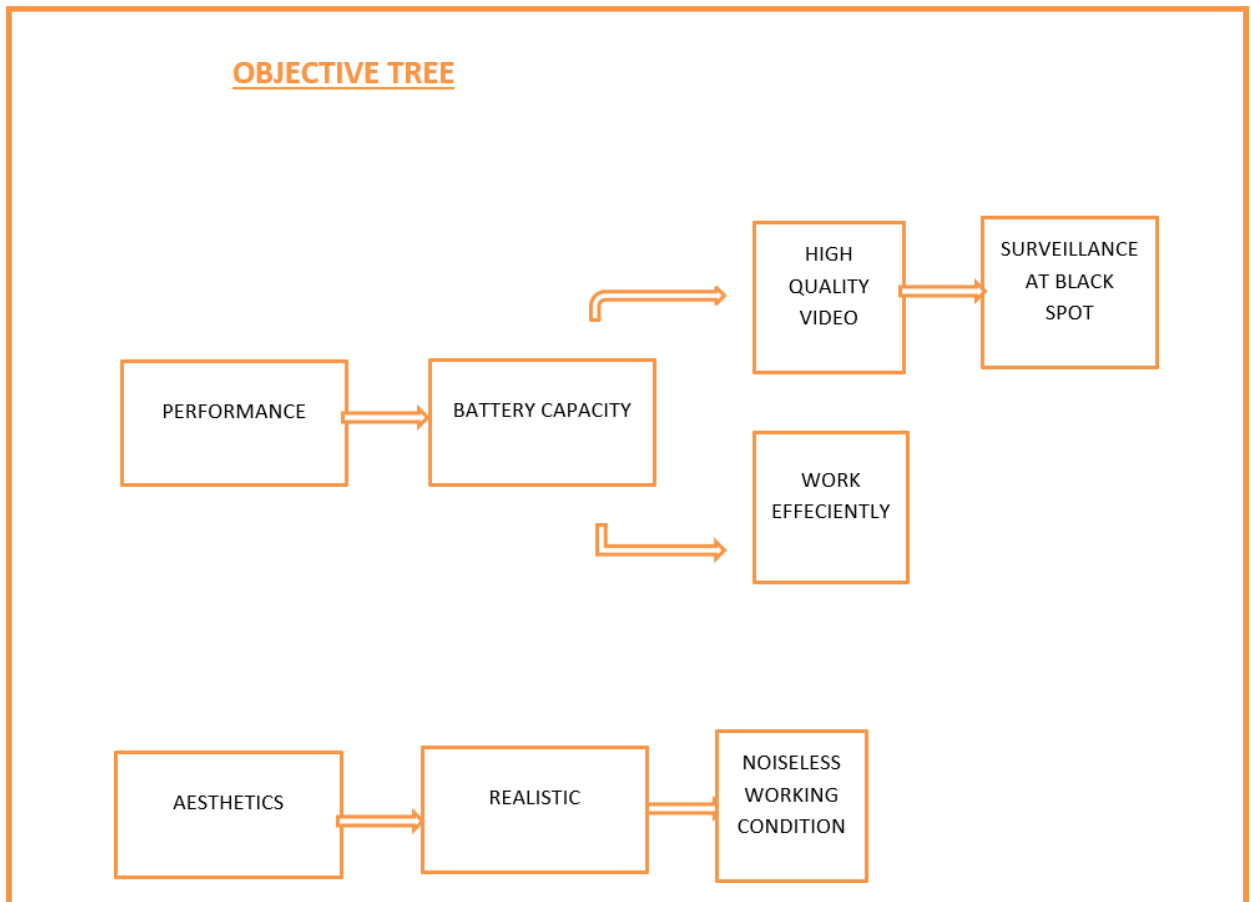 OBJECTIVE TREE
HIGH
QUALITY
VIDEO
SURVEILLANCE
AT BLACK
SPOT
PERFORMANCE
BATTERY CAPACITY
WORK
EFFECIENTLY
AESTHETICS
REALISTIC
NOISELESS
WORKING
CONDITION